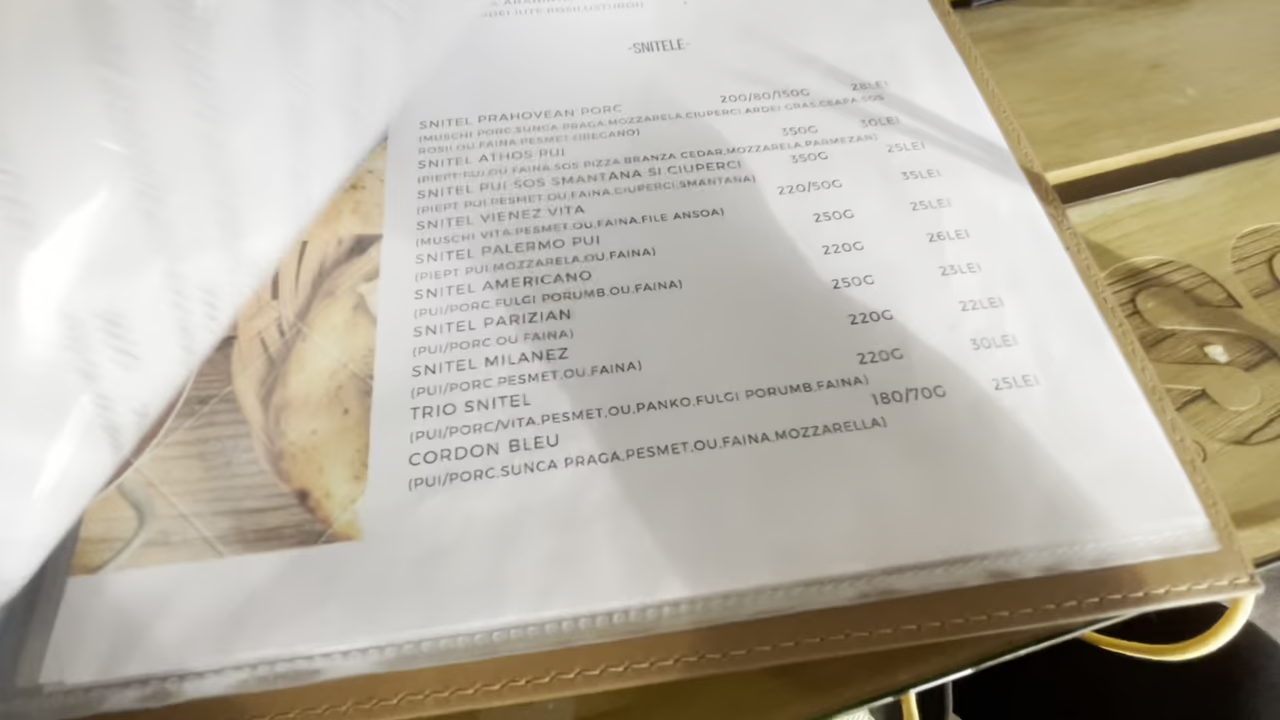 -SNITELE-
SNITEL PRAHOVEAN PORC 200/80/150G 28LEI
(MUSCHI PORC,SUNCA PRAGA,MOZZARELA,CIUPERCI,ARDEI GRAS,CEAPA,SOS
ROSII,OU,FAINA,PESMET,OREGANO)
SNITEL ATHOS PUI 350G 30LEI
(PIEPT PUI,OU FAINA,SOS PIZZA,BRANZA CEDAR,MOZZARELA,PARMEZAN)
SNITEL PUI SOS SMANTANA SI CIUPERCI 350G 25LEI
(PIEPT PUI,PESMET,OU,FAINA,CIUPERCI,SMANTANA)
SNITEL VIENEZ VITA 220/50G 35LEI
(MUSCHI VITA,PESMET,OU,FAINA,FILE ANSOA)
SNITEL PALERMO PUI 250G 25LEI
(PIEPT PUI,MOZZARELA,OU,FAINA)
SNITEL AMERICANO 220G 26LEI
(PUI/PORC,FULGI PORUMB,OU,FAINA)
SNITEL PARIZIAN 250G 23LEI
(PUI/PORC OU FAINA)
SNITEL MILANEZ 220G 22LEI
(PUI/PORC PESMET,OU,FAINA)
TRIO SNITEL 220G 30LEI
(PUI/PORC/VITA,PESMET,OU,PANKO,FULGI PORUMB,FAINA)
CORDON BLEU 180/70G 25LEI
(PUI/PORC,SUNCA PRAGA,PESMET,OU,FAINA,MOZZARELLA)